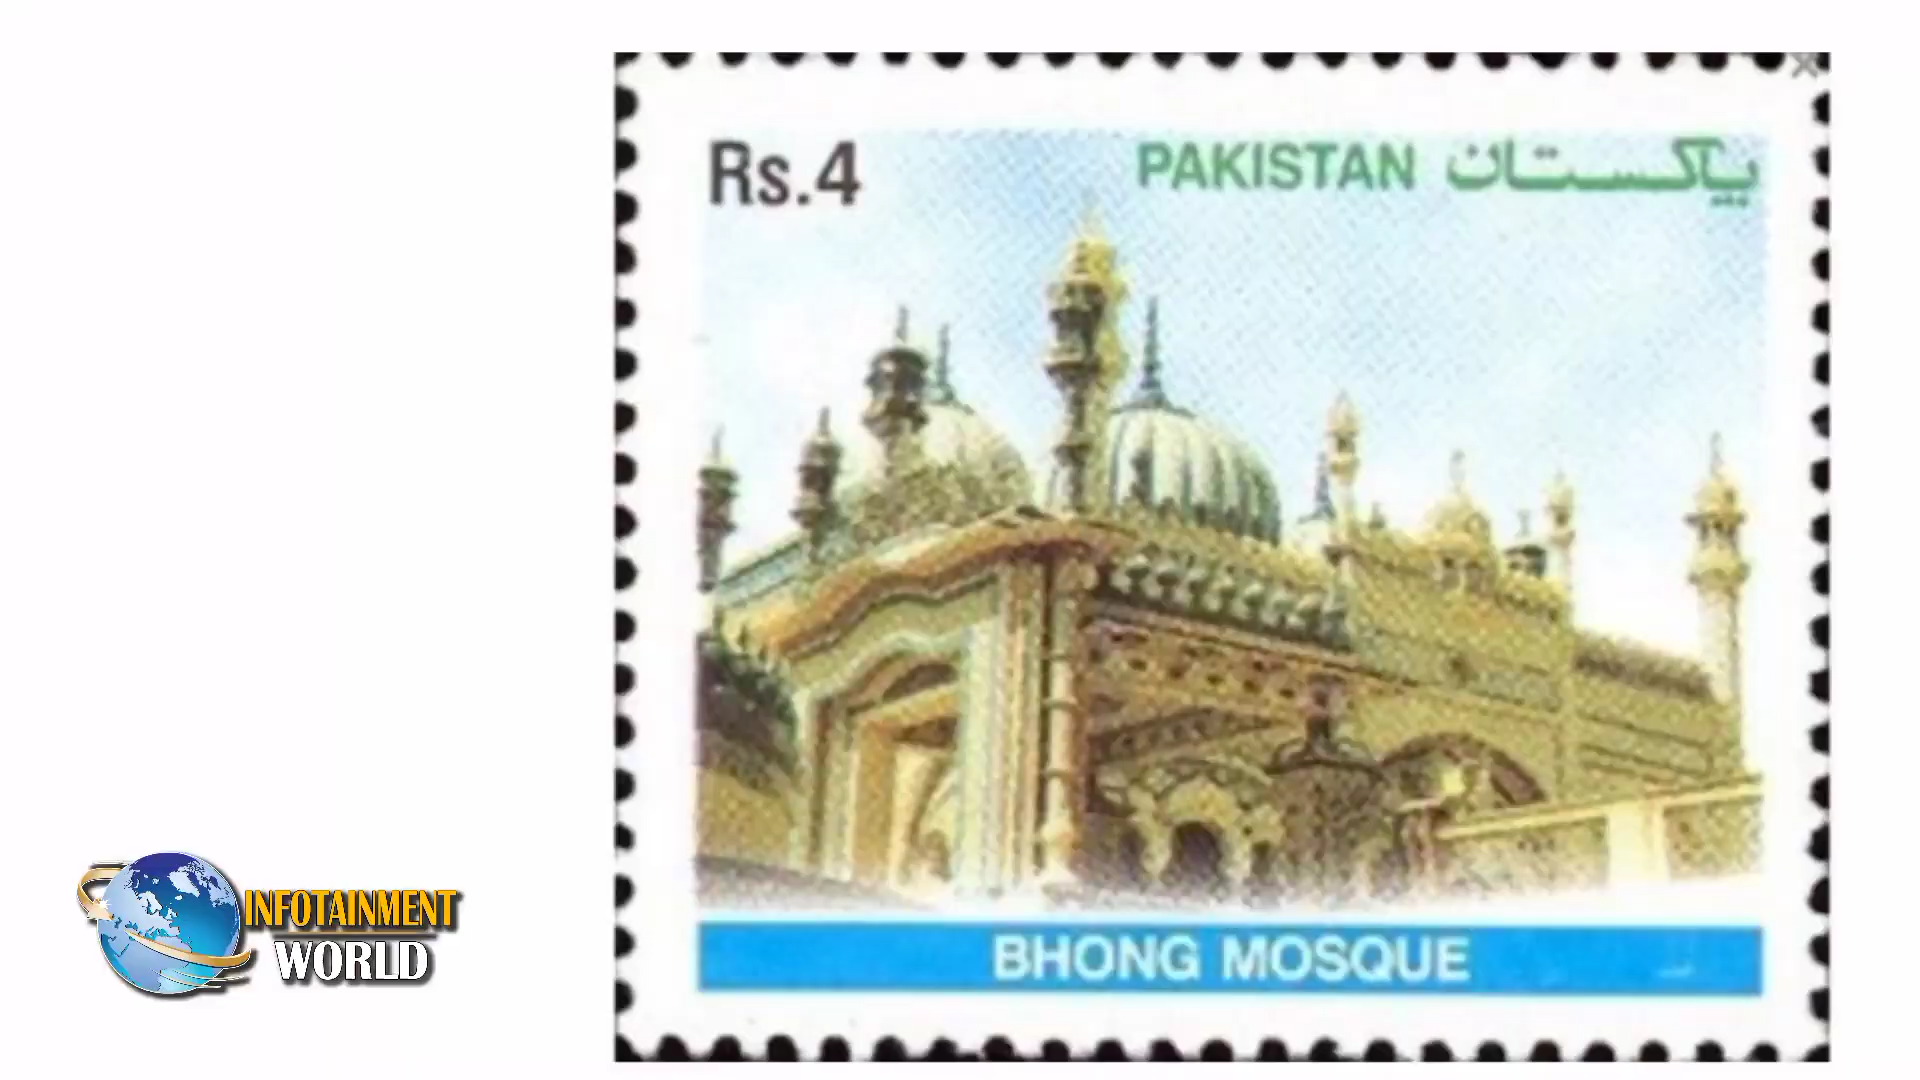 Rs.4
PAKISTAN پاکستان
BHONG MOSQUE
INFOTAINMENT
WORLD